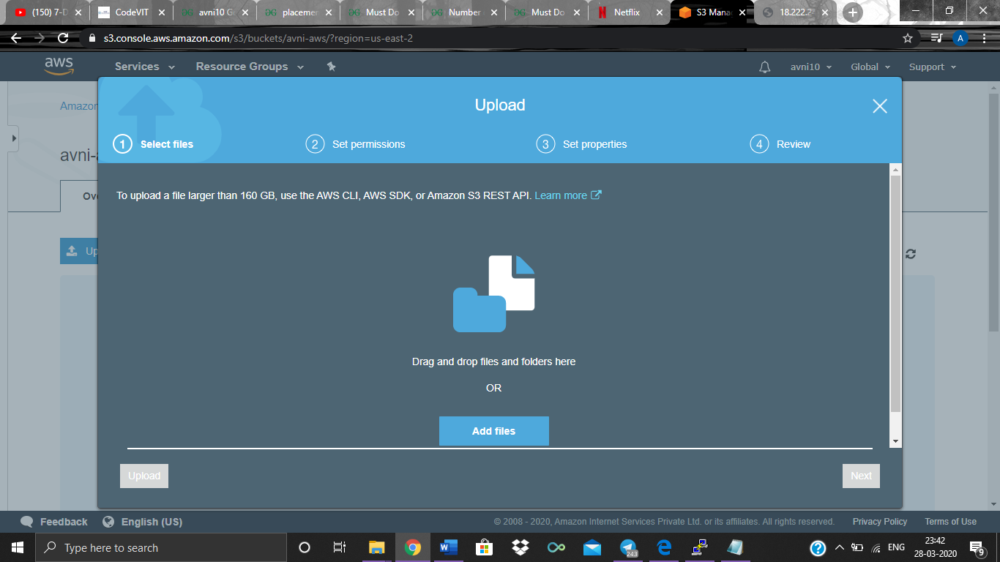 (150) 7-D
CodeVIT
avni10 G
placemer
Must Do
Number
Must Do
Netflix
S3 Mana
18.222.2
s3.console.aws.amazon.com/s3/buckets/avni-aws/?region=us-east-2
A
aws
Services
Resource Groups
avni10
Global
Support
Amazon
Upload
1 Select files
2 Set permissions
3 Set properties
4 Review
avni-a
Ov
To upload a file larger than 160 GB, use the AWS CLI, AWS SDK, or Amazon S3 REST API. Learn more
Up
Drag and drop files and folders here
OR
Add files
Upload
Next
Feedback
English (US)
© 2008 - 2020, Amazon Internet Services Private Ltd. or its affiliates. All rights reserved.
Privacy Policy
Terms of Use
Type here to search
W
243
ENG
23:42
28-03-2020
9